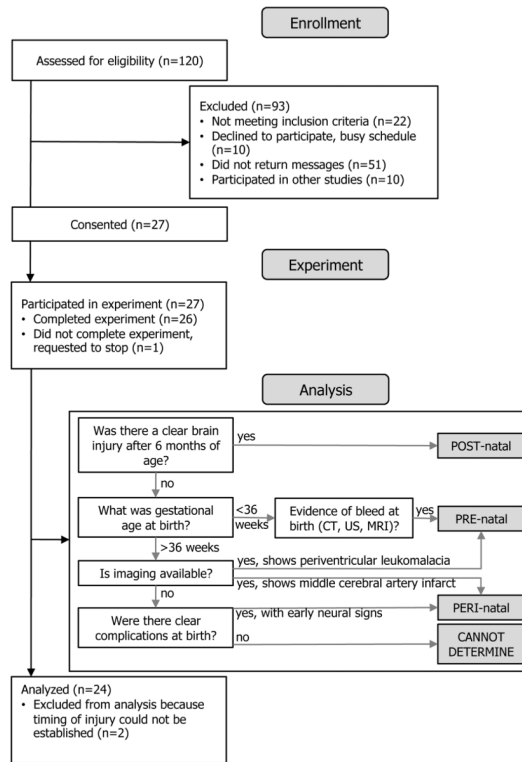 Enrollment
Assessed for eligibility (n=120)
Excluded (n=93)
• Not meeting inclusion criteria (n=22)
• Declined to participate, busy schedule
(n=10)
• Did not return messages (n=51)
• Participated in other studies (n=10)
Consented (n=27)
Experiment
Participated in experiment (n=27)
• Completed experiment (n=26)
• Did not complete experiment,
requested to stop (n=1)
Analysis
Was there a clear brain
injury after 6 months of
age?
yes
POST-natal
no
What was gestational
age at birth?
<36
weeks
Evidence of bleed at
birth (CT, US, MRI)?
yes
PRE-natal
>36 weeks
Is imaging available?
yes, shows periventricular leukomalacia
yes, shows middle cerebral artery infarct
no
Were there clear
complications at birth?
yes, with early neural signs
PERI-natal
no
CANNOT
DETERMINE
Analyzed (n=24)
• Excluded from analysis because
timing of injury could not be
established (n=2)